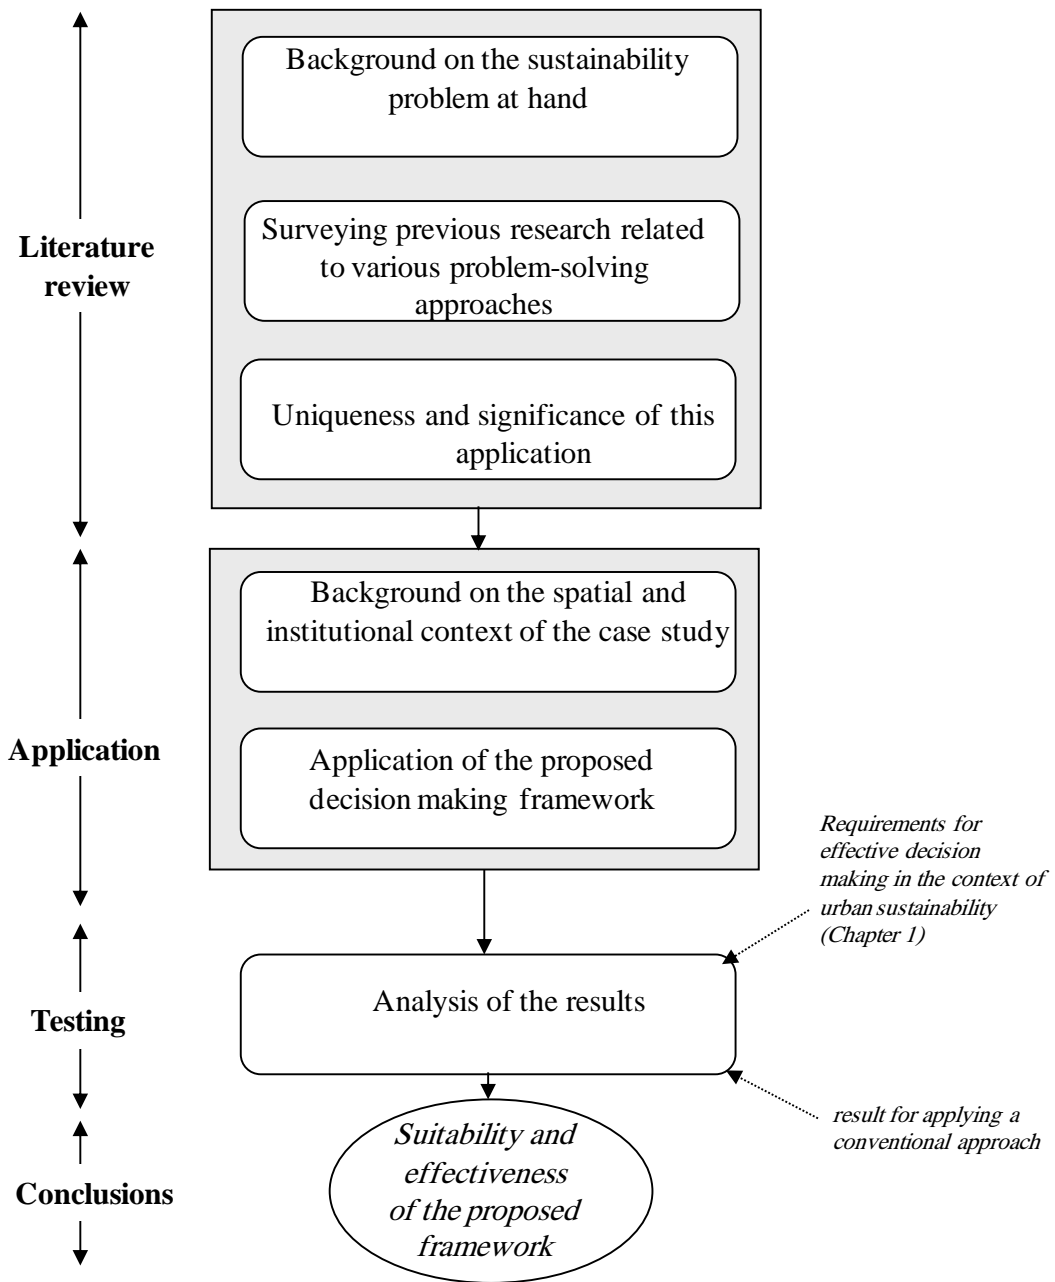 Background on the sustainability
problem at hand
Surveying previous research related
to various problem-solving
approaches
Literature
review
Uniqueness and significance of this
application
Background on the spatial and
institutional context of the case study
Application
Application of the proposed
decision making framework
Requirements for
effective decision
making in the context of
urban sustainability
(Chapter 1)
Testing
Analysis of the results
result for applying a
conventional approach
Conclusions
Suitability and
effectiveness
of the proposed
framework